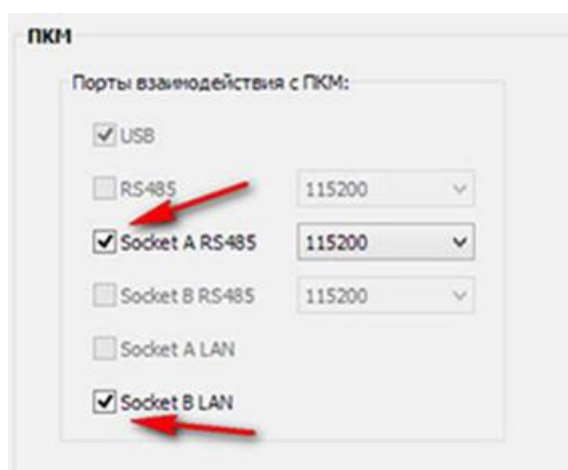 ПКМ
Порты взаимодействия с ПКМ:
USB
RS485 115200
Socket A RS485 115200
Socket B RS485 115200
Socket A LAN
Socket B LAN